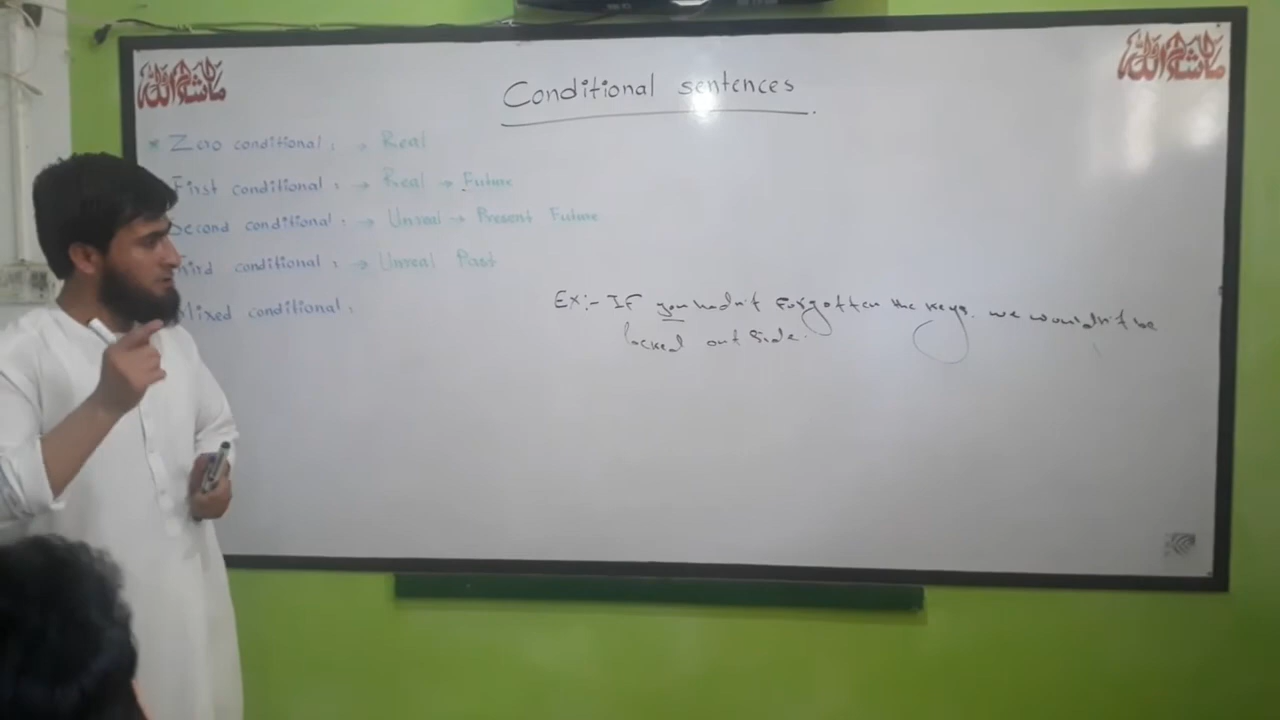 ماشاءالله
ماشاءالله
Conditional sentences.
* Zero conditional : → Real
First conditional : → Real → Future
Second conditional : → Unreal → Present Future
Third conditional : → Unreal Past
Mixed conditional :
Ex:- If you hadn't forgotten the keys, we wouldn't be
locked out side.